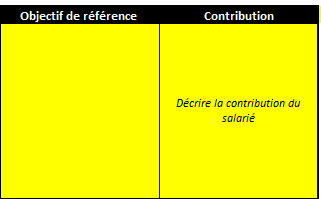 Objectif de référence
Contribution
Décrire la contribution du
salarié